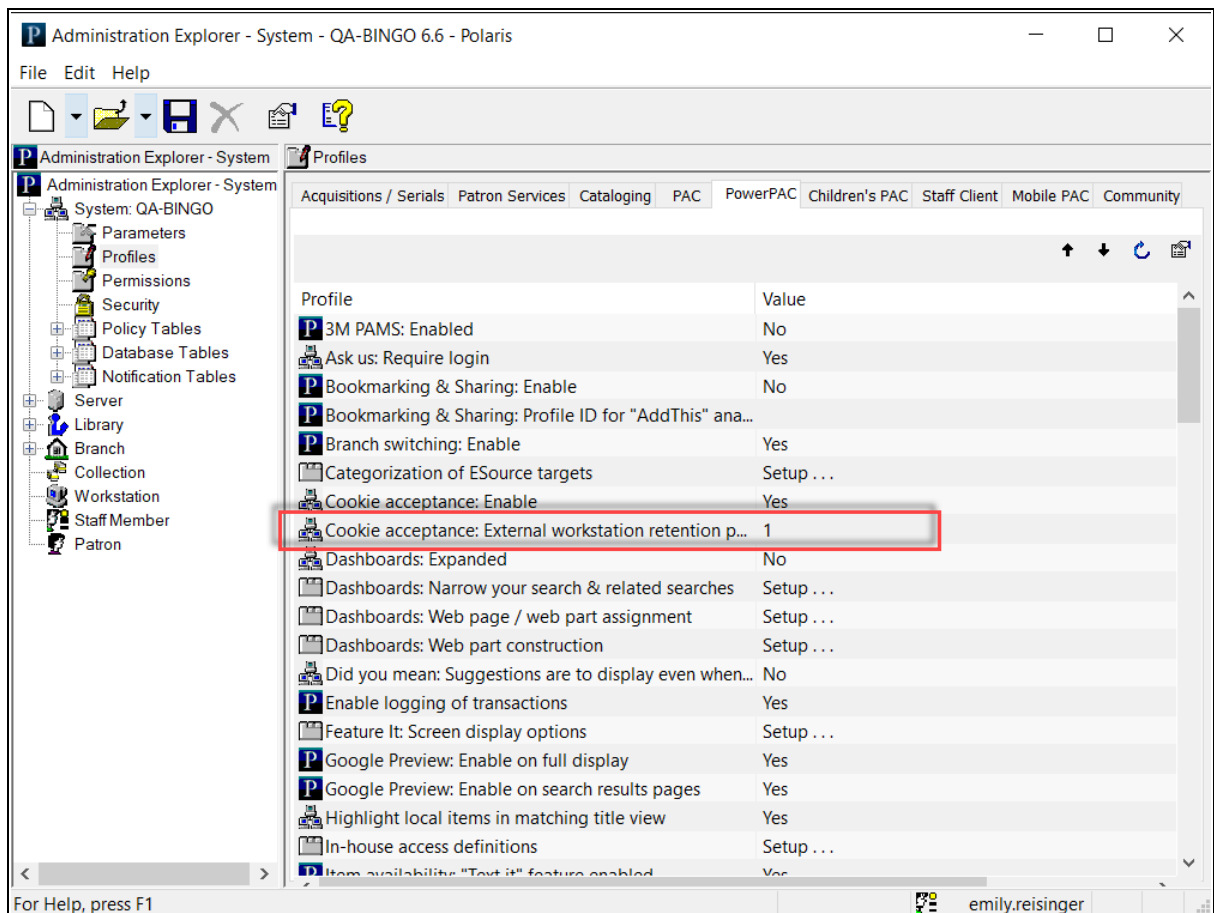 Administration Explorer - System - QA-BINGO 6.6 - Polaris
File Edit Help
Administration Explorer - System
Profiles
Administration Explorer - System
System: QA-BINGO
Parameters
Profiles
Permissions
Security
Policy Tables
Database Tables
Notification Tables
Server
Library
Branch
Collection
Workstation
Staff Member
Patron
Acquisitions / Serials Patron Services Cataloging PAC PowerPAC Children's PAC Staff Client Mobile PAC Community
Profile Value
3M PAMS: Enabled No
Ask us: Require login Yes
Bookmarking & Sharing: Enable No
Bookmarking & Sharing: Profile ID for "AddThis" ana...
Branch switching: Enable Yes
Categorization of ESource targets Setup . . .
Cookie acceptance: Enable Yes
Cookie acceptance: External workstation retention p... 1
Dashboards: Expanded No
Dashboards: Narrow your search & related searches Setup . . .
Dashboards: Web page / web part assignment Setup . . .
Dashboards: Web part construction Setup . . .
Did you mean: Suggestions are to display even when... No
Enable logging of transactions Yes
Feature It: Screen display options Setup . . .
Google Preview: Enable on full display Yes
Google Preview: Enable on search results pages Yes
Highlight local items in matching title view Yes
In-house access definitions Setup . . .
Item availability: "Text it" feature enabled Yes
For Help, press F1
emily.reisinger